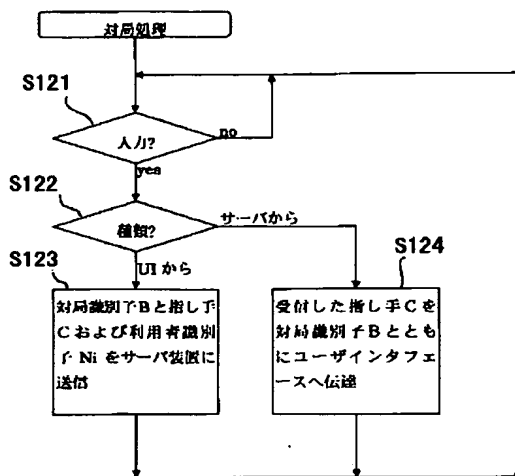 対局処理
S121
入力?
no
yes
S122
種類?
サーバから
S123
UIから
S124
対局識別子Bと指し手
Cおよび利用者識別
子Niをサーバ装置に
送信
受付した指し手Cを
対局識別子Bととも
にユーザインタフェ
ースへ伝達